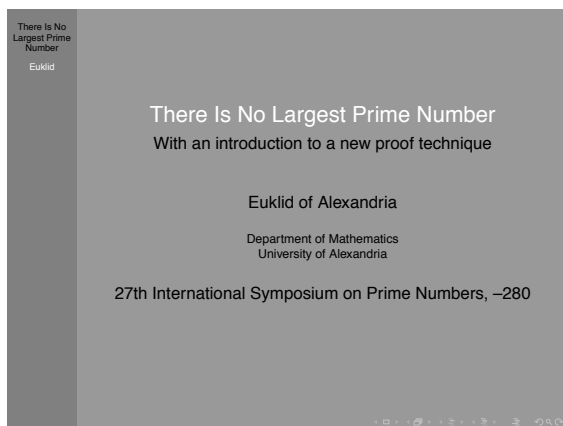 There Is No
Largest Prime
Number
Euklid
There Is No Largest Prime Number
With an introduction to a new proof technique
Euklid of Alexandria
Department of Mathematics
University of Alexandria
27th International Symposium on Prime Numbers, –280